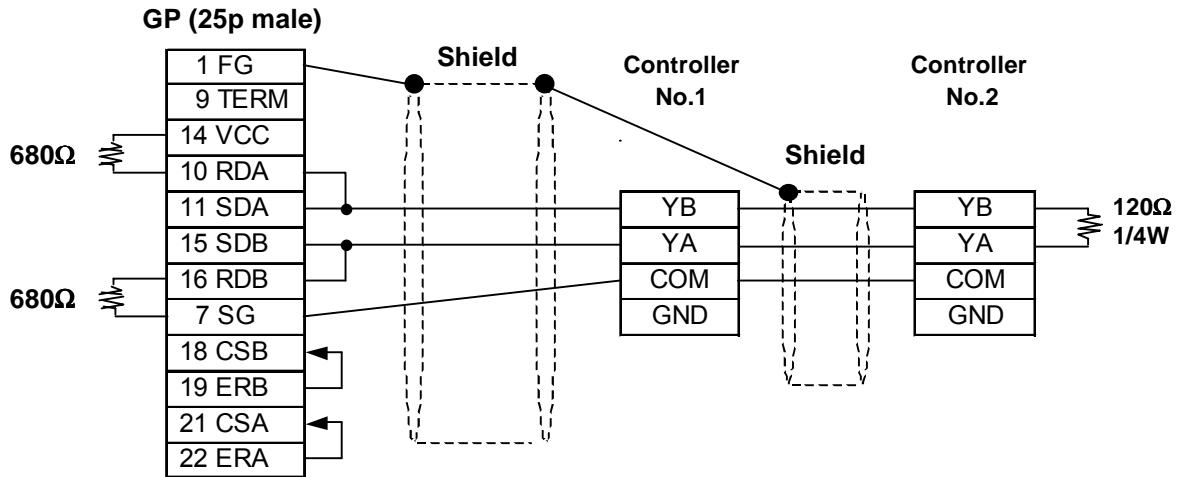 GP (25p male)
1 FG
9 TERM
14 VCC
10 RDA
11 SDA
15 SDB
16 RDB
7 SG
18 CSB
19 ERB
21 CSA
22 ERA
680Ω
680Ω
Shield
Controller
No.1
YB
YA
COM
GND
Shield
Controller
No.2
YB
YA
COM
GND
120Ω
1/4W